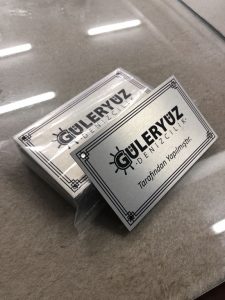 GÜLERYÜZ
DENİZCİLİK
GÜLERYÜZ
DENİZCİLİK
Tarafından Yapılmıştır.